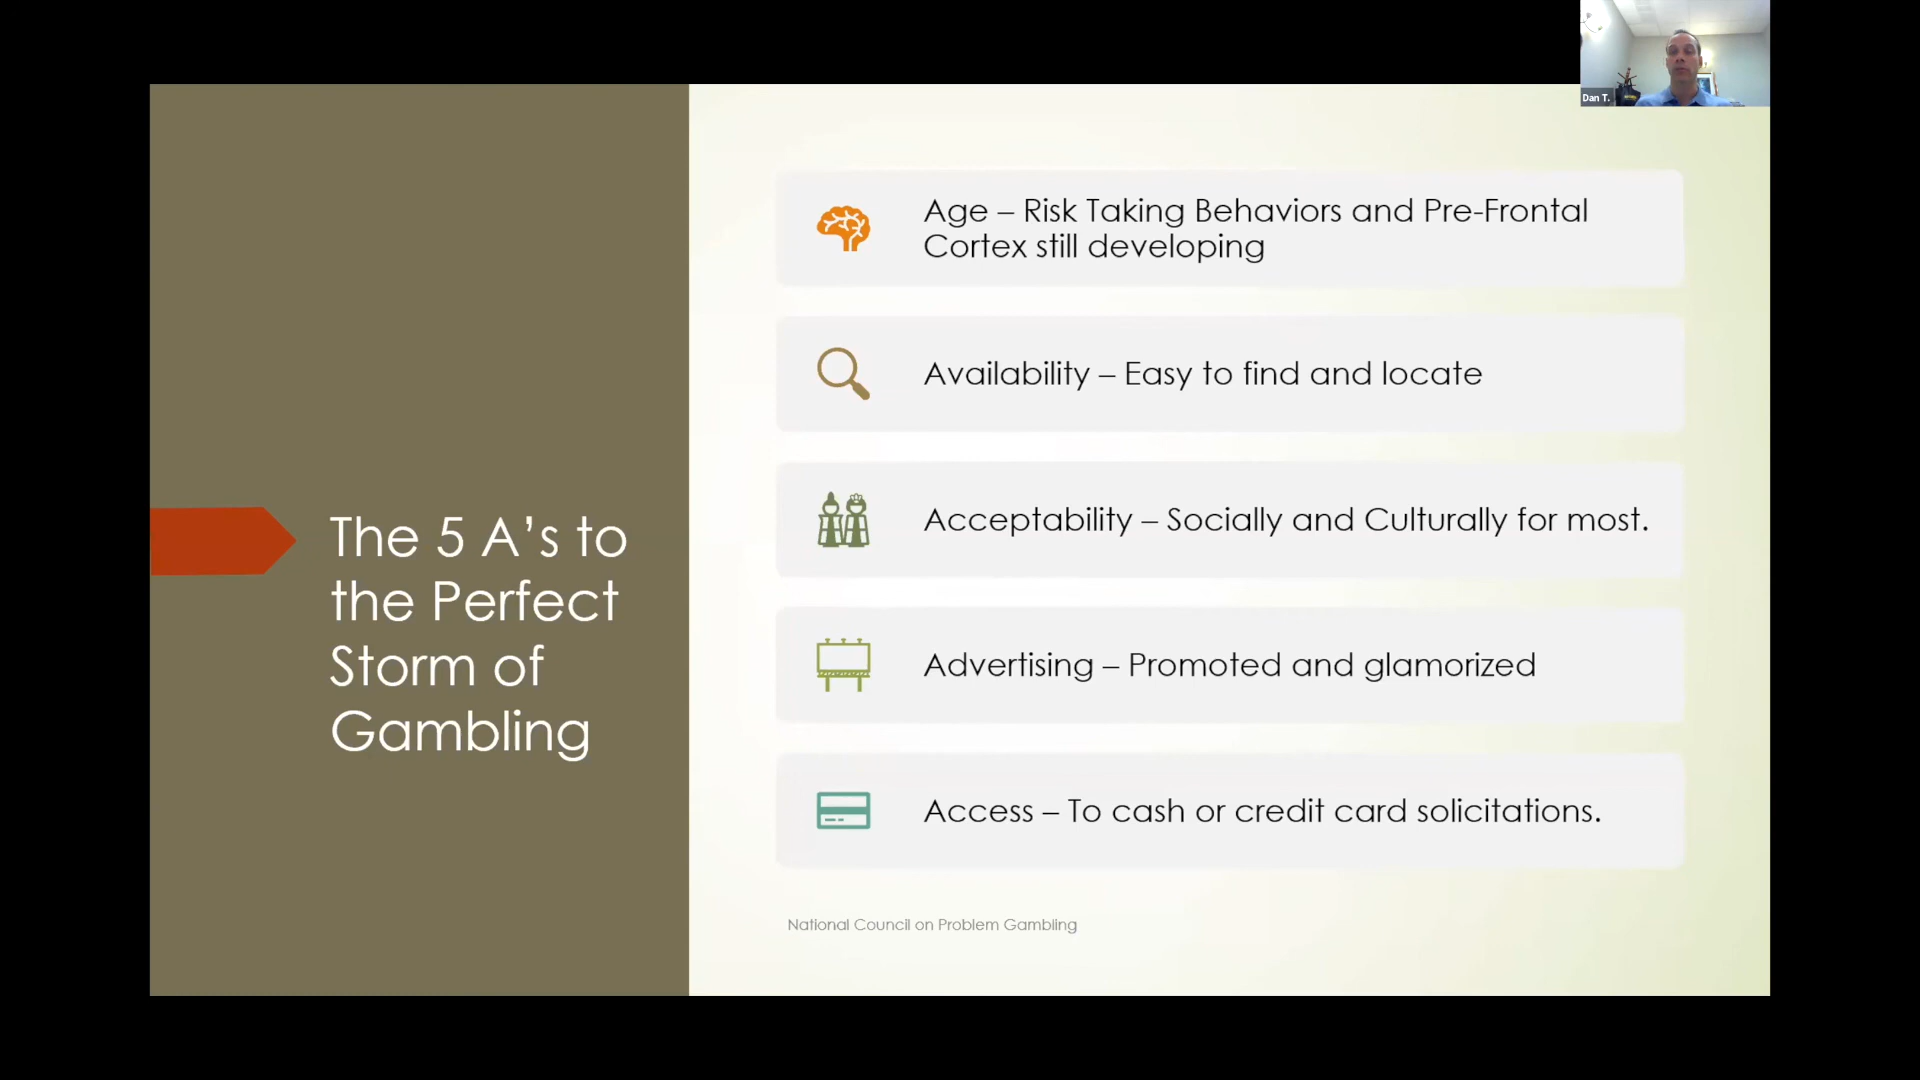 Dan T.
The 5 A’s to
the Perfect
Storm of
Gambling
Age – Risk Taking Behaviors and Pre-Frontal
Cortex still developing
Availability – Easy to find and locate
Acceptability – Socially and Culturally for most.
Advertising – Promoted and glamorized
Access – To cash or credit card solicitations.
National Council on Problem Gambling